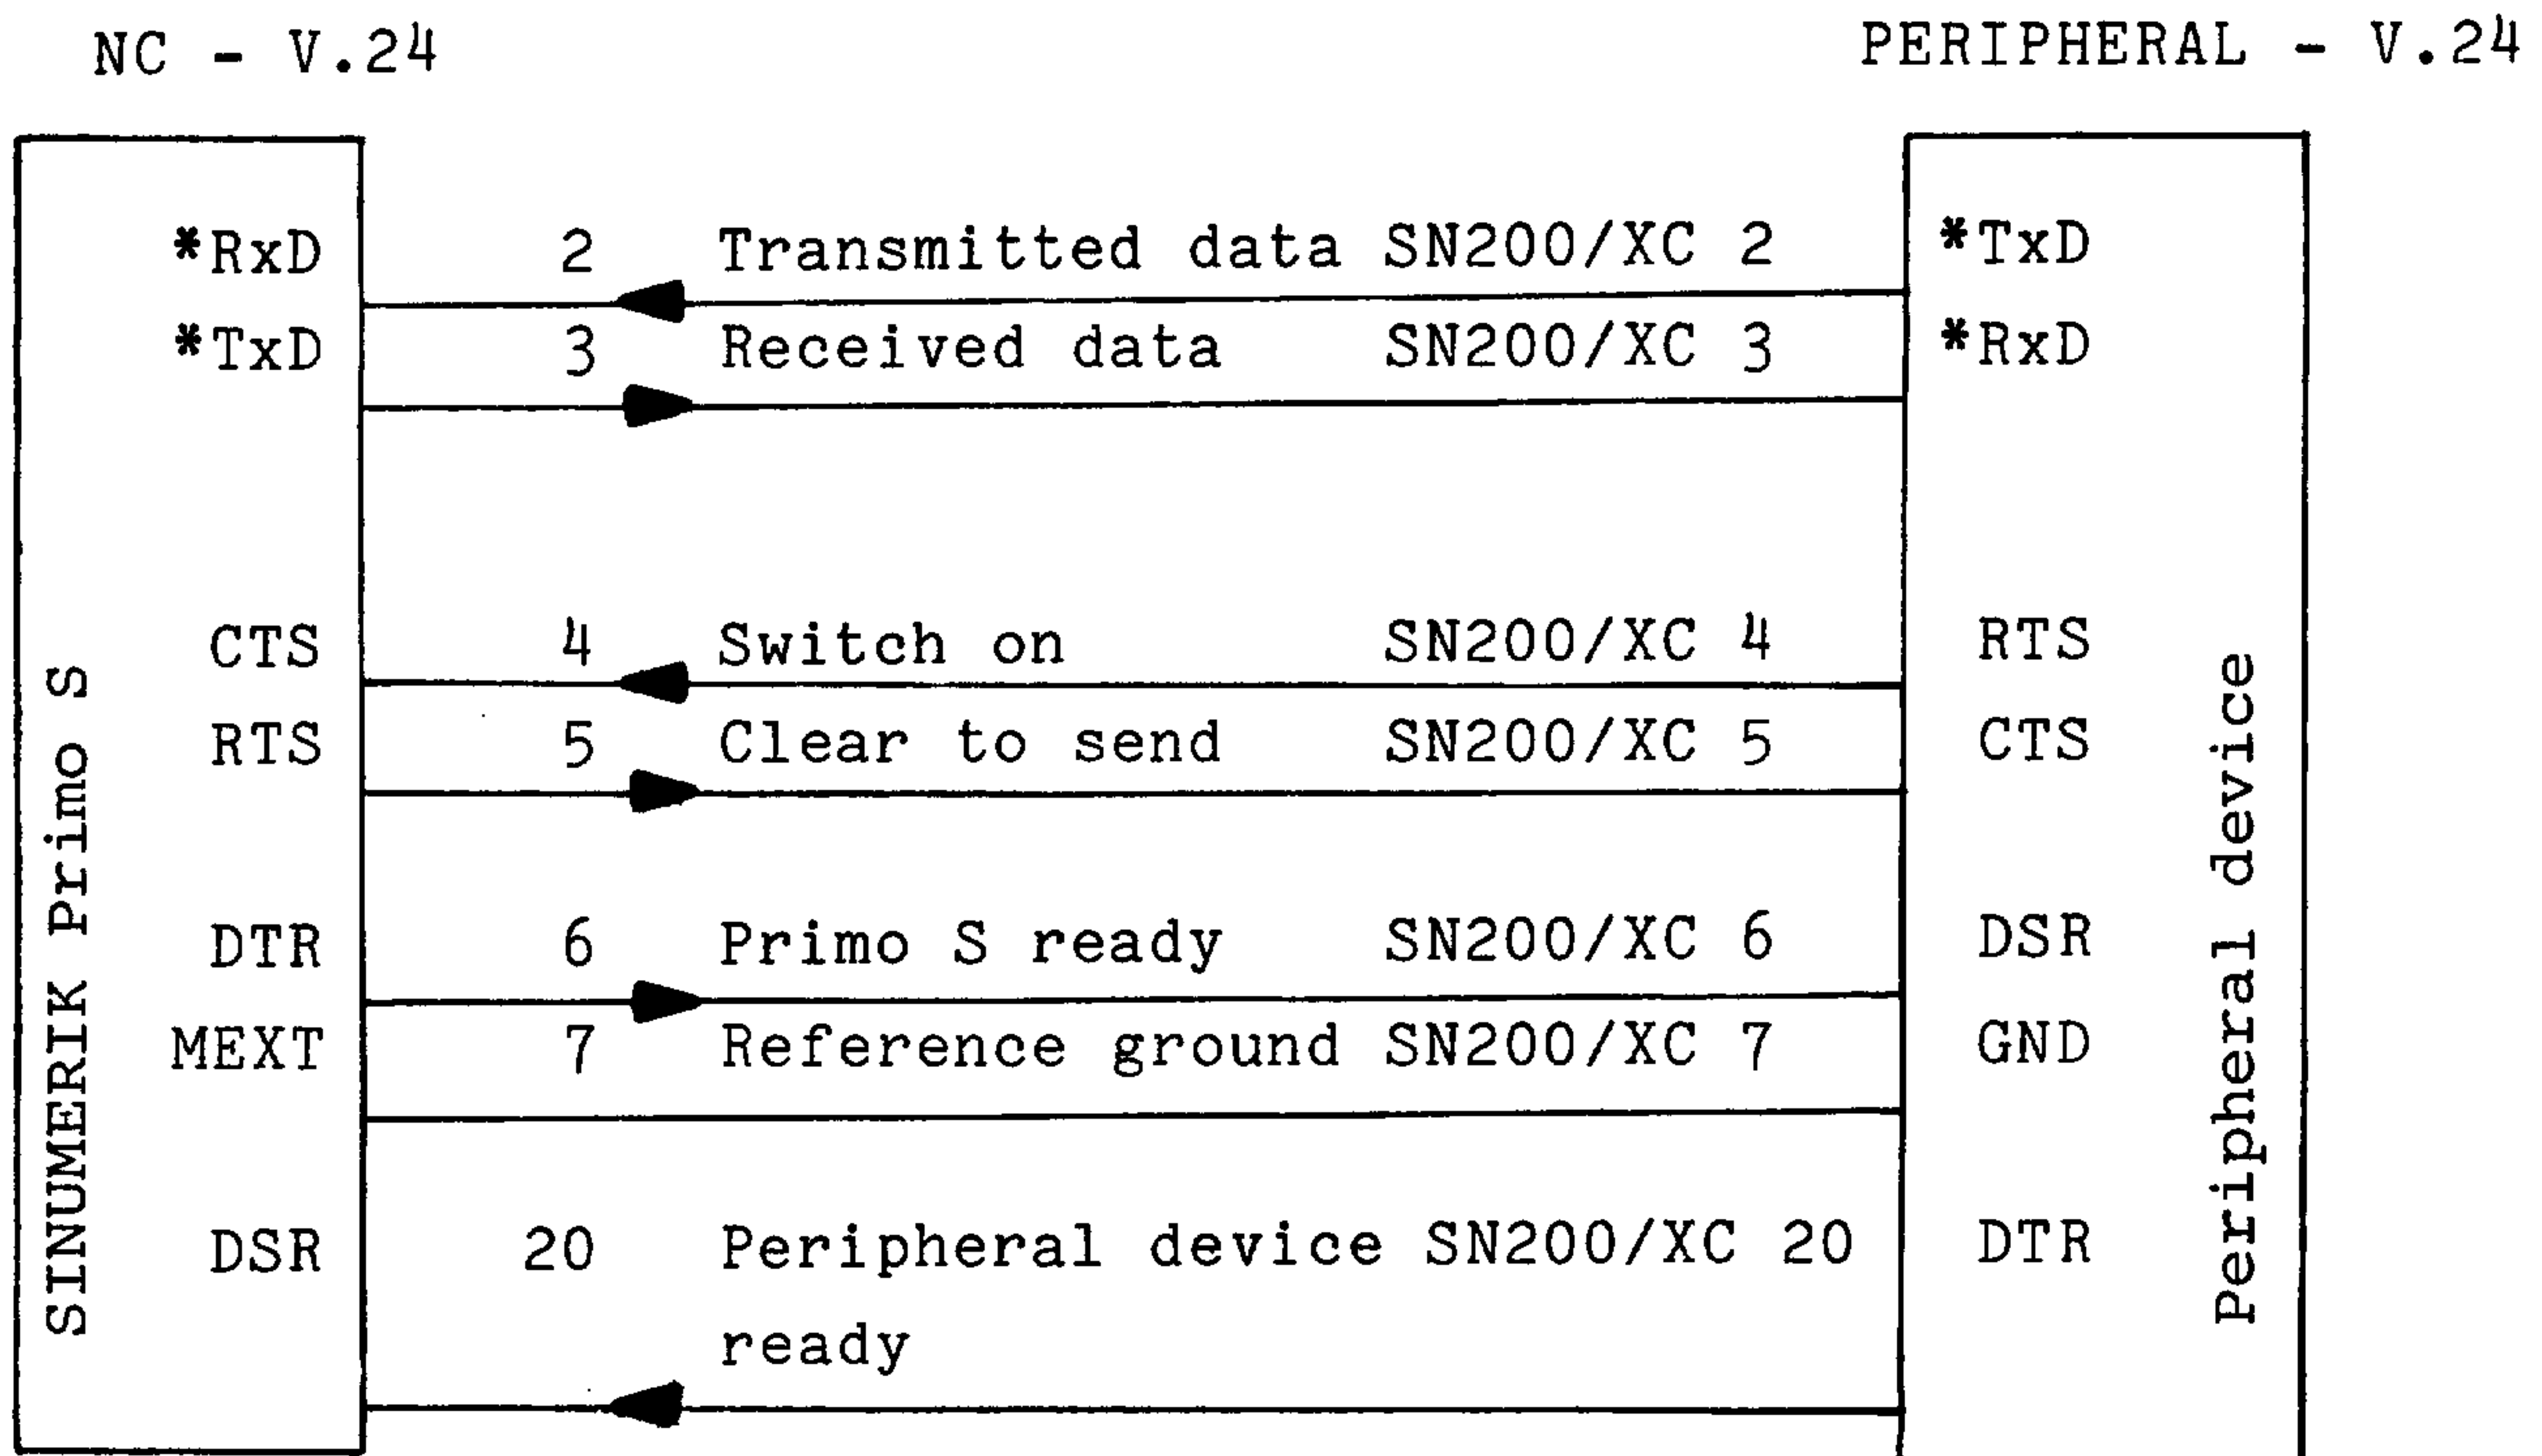 NC - V.24 PERIPHERAL - V.24
*RxD 2 Transmitted data SN200/XC 2 *TxD
*TxD 3 Received data SN200/XC 3 *RxD
CTS 4 Switch on SN200/XC 4 RTS
RTS 5 Clear to send SN200/XC 5 CTS
DTR 6 Primo S ready SN200/XC 6 DSR
MEXT 7 Reference ground SN200/XC 7 GND
DSR 20 Peripheral device SN200/XC 20 DTR
ready
SINUMERIK Primo S
Peripheral device